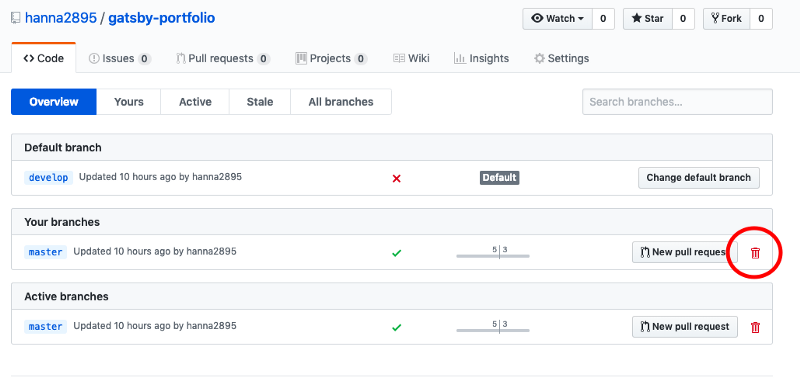 hanna2895 / gatsby-portfolio
Watch 0 Star 0 Fork 0
Code Issues 0 Pull requests 0 Projects 0 Wiki Insights Settings
Overview Yours Active Stale All branches Search branches...
Default branch
develop Updated 10 hours ago by hanna2895 Default Change default branch
Your branches
master Updated 10 hours ago by hanna2895 5 3 New pull request
Active branches
master Updated 10 hours ago by hanna2895 5 3 New pull request